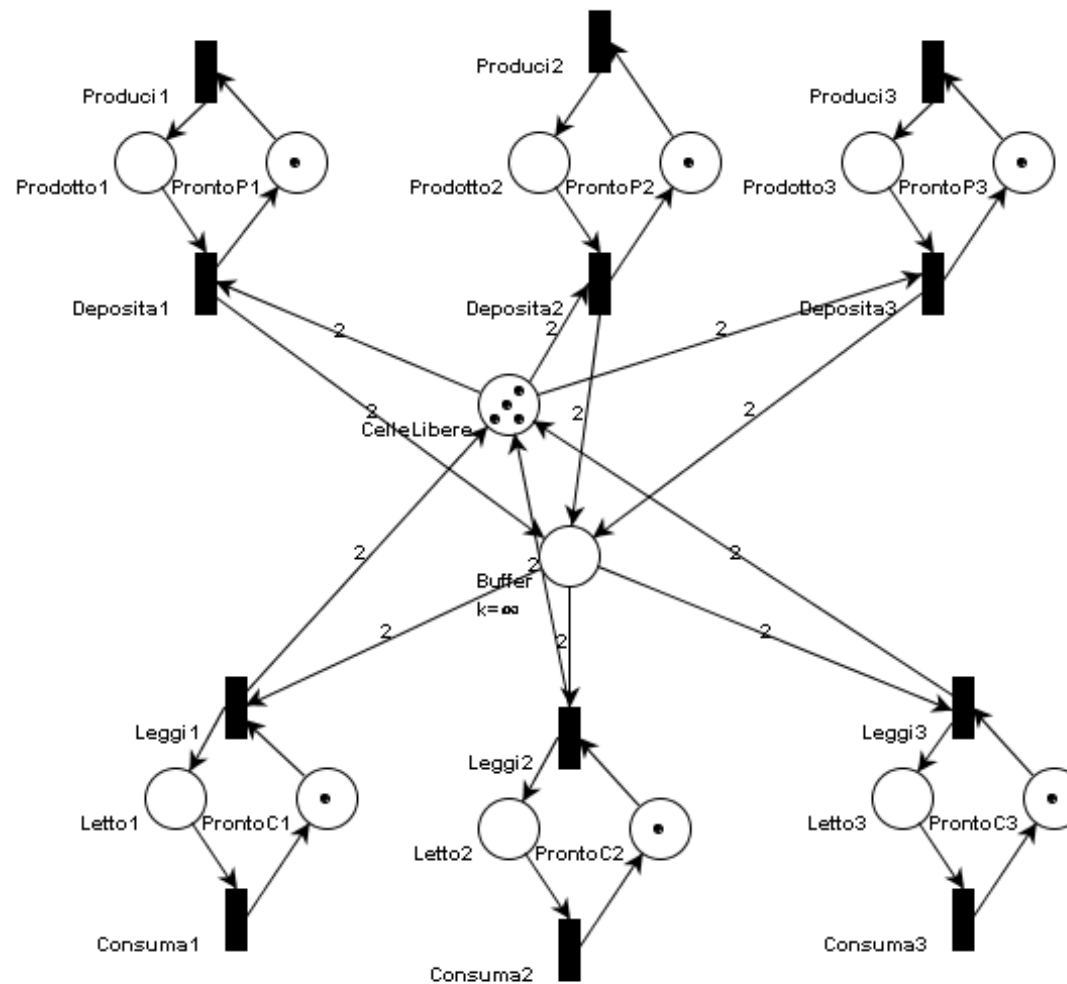 Produci2
Produci1
Produci3
Prodotto1
ProntoP1
Prodotto2
ProntoP2
Prodotto3
ProntoP3
Deposita1
Deposita2
Deposita3
2
2
2
2
2
2
CelleLibere
2
2
2
Buffer
k=∞
2
2
2
Leggi1
Leggi3
Leggi2
Letto1
ProntoC1
Letto3
ProntoC3
Letto2
ProntoC2
Consuma1
Consuma3
Consuma2